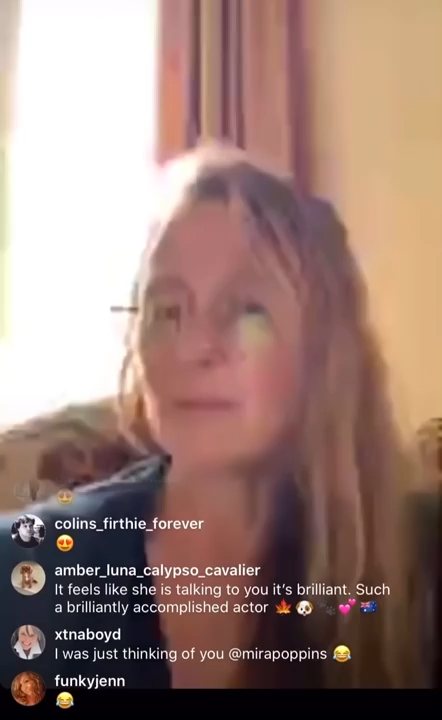 colins_firthie_forever
😍
amber_luna_calypso_cavalier
It feels like she is talking to you it’s brilliant. Such
a brilliantly accomplished actor 🍁🐶🐾💕🇦🇺
xtnaboyd
I was just thinking of you @mirapoppins 😂
funkyjenn
😂